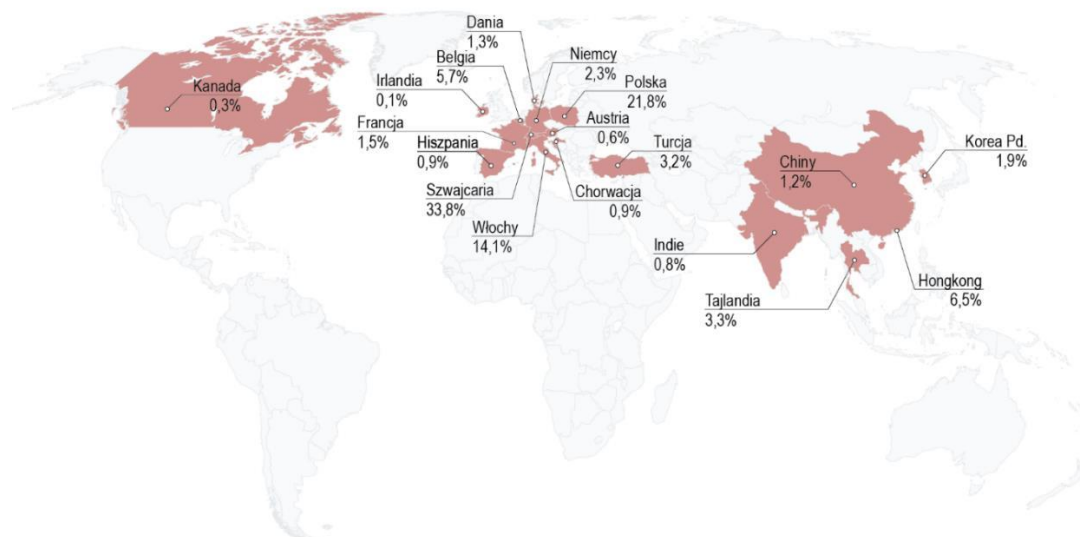 Dania
1,3%
Belgia
5,7%
Niemcy
2,3%
Irlandia
0,1%
Polska
21,8%
Kanada
0,3%
Francja
1,5%
Austria
0,6%
Hiszpania
0,9%
Turcja
3,2%
Korea Pd.
1,9%
Chiny
1,2%
Szwajcaria
33,8%
Chorwacja
0,9%
Włochy
14,1%
Indie
0,8%
Hongkong
6,5%
Tajlandia
3,3%